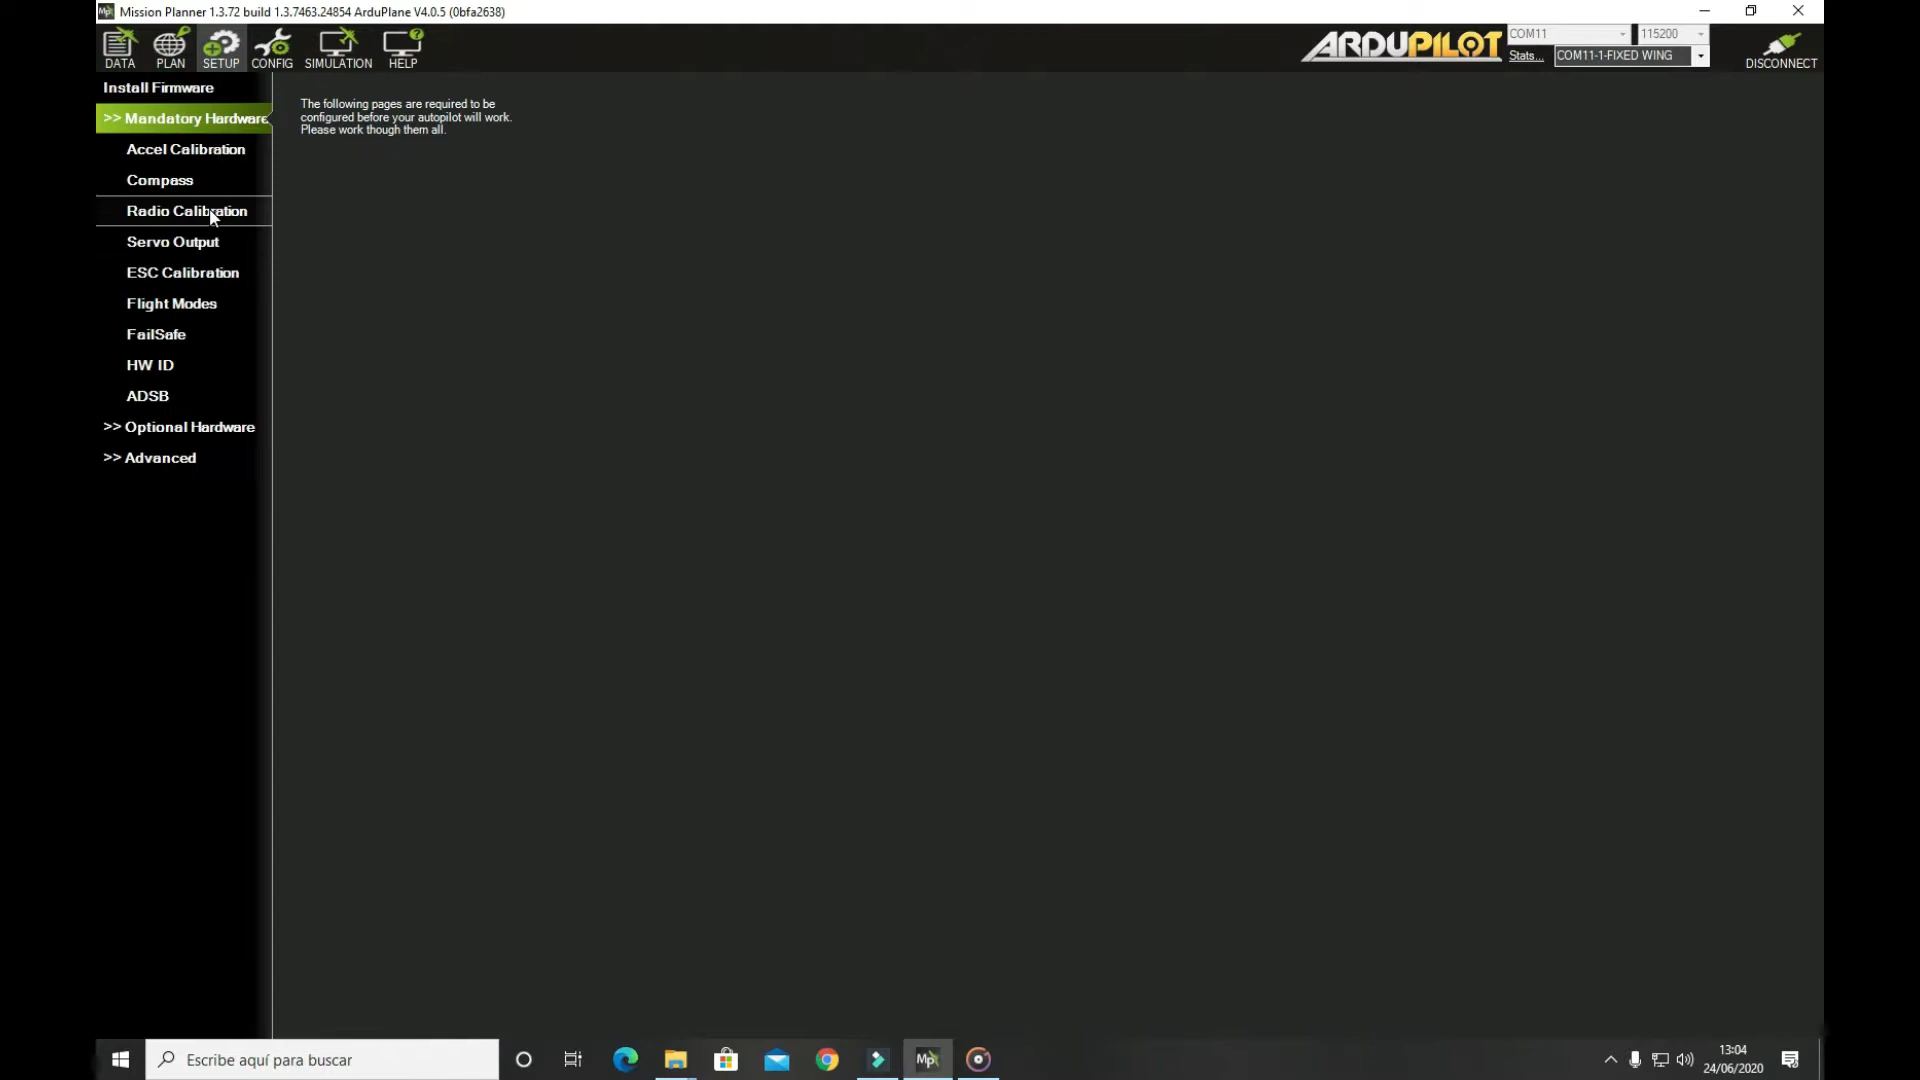 Mission Planner 1.3.72 build 1.3.7463.24854 ArduPlane V4.0.5 (0bfa2638)
DATA PLAN SETUP CONFIG SIMULATION HELP
ARDUPILOT
COM11 115200
Stats... COM11-1-FIXED WING
DISCONNECT
Install Firmware
>> Mandatory Hardware
Accel Calibration
Compass
Radio Calibration
Servo Output
ESC Calibration
Flight Modes
FailSafe
HW ID
ADSB
>> Optional Hardware
>> Advanced
The following pages are required to be
configured before your autopilot will work.
Please work though them all.
Escribe aquí para buscar
Mp
13:04
24/06/2020